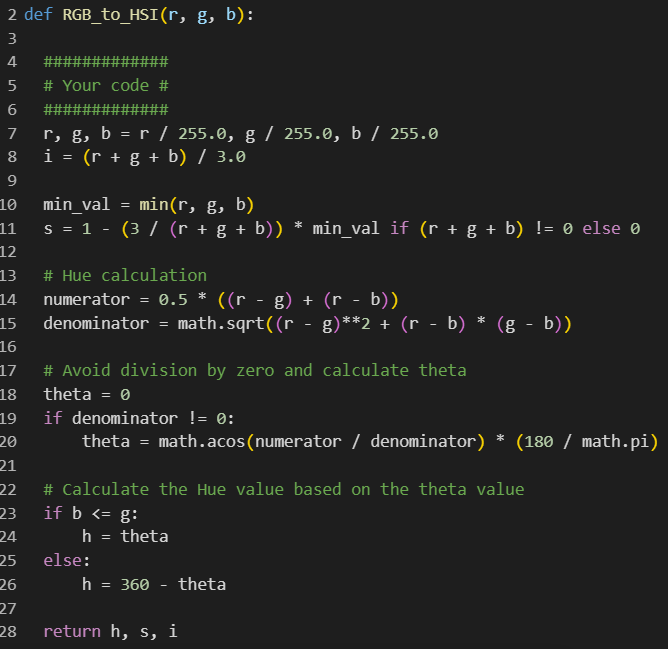 2 def RGB_to_HSI(r, g, b):
3
4   #############
5   # Your code #
6   #############
7   r, g, b = r / 255.0, g / 255.0, b / 255.0
8   i = (r + g + b) / 3.0
9
10   min_val = min(r, g, b)
11   s = 1 - (3 / (r + g + b)) * min_val if (r + g + b) != 0 else 0
12
13   # Hue calculation
14   numerator = 0.5 * ((r - g) + (r - b))
15   denominator = math.sqrt((r - g)**2 + (r - b) * (g - b))
16
17   # Avoid division by zero and calculate theta
18   theta = 0
19   if denominator != 0:
20       theta = math.acos(numerator / denominator) * (180 / math.pi)
21
22   # Calculate the Hue value based on the theta value
23   if b <= g:
24       h = theta
25   else:
26       h = 360 - theta
27
28   return h, s, i